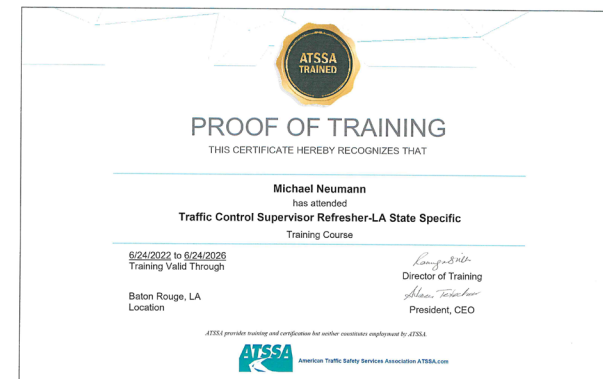 ATSSA
TRAINED
PROOF OF TRAINING
THIS CERTIFICATE HEREBY RECOGNIZES THAT
Michael Neumann
has attended
Traffic Control Supervisor Refresher-LA State Specific
Training Course
6/24/2022 to 6/24/2026
Training Valid Through
Director of Training
Baton Rouge, LA
Location
President, CEO
ATSSA provides training and certification but neither constitutes employment by ATSSA.
ATSSA
American Traffic Safety Services Association ATSSA.com